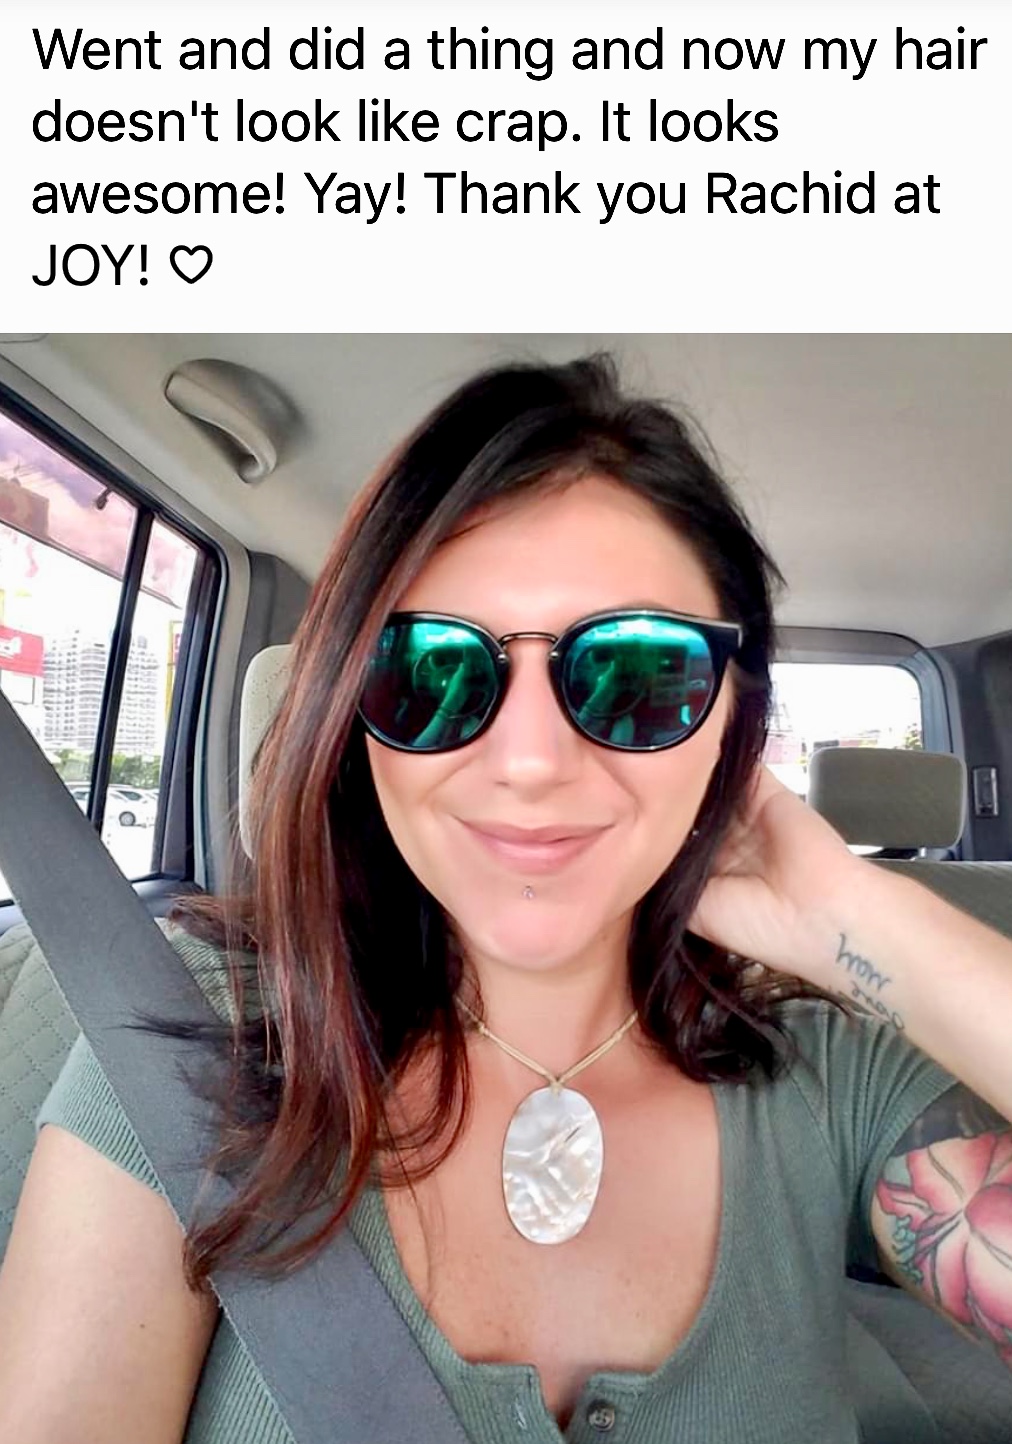 Went and did a thing and now my hair
doesn't look like crap. It looks
awesome! Yay! Thank you Rachid at
JOY! ♡